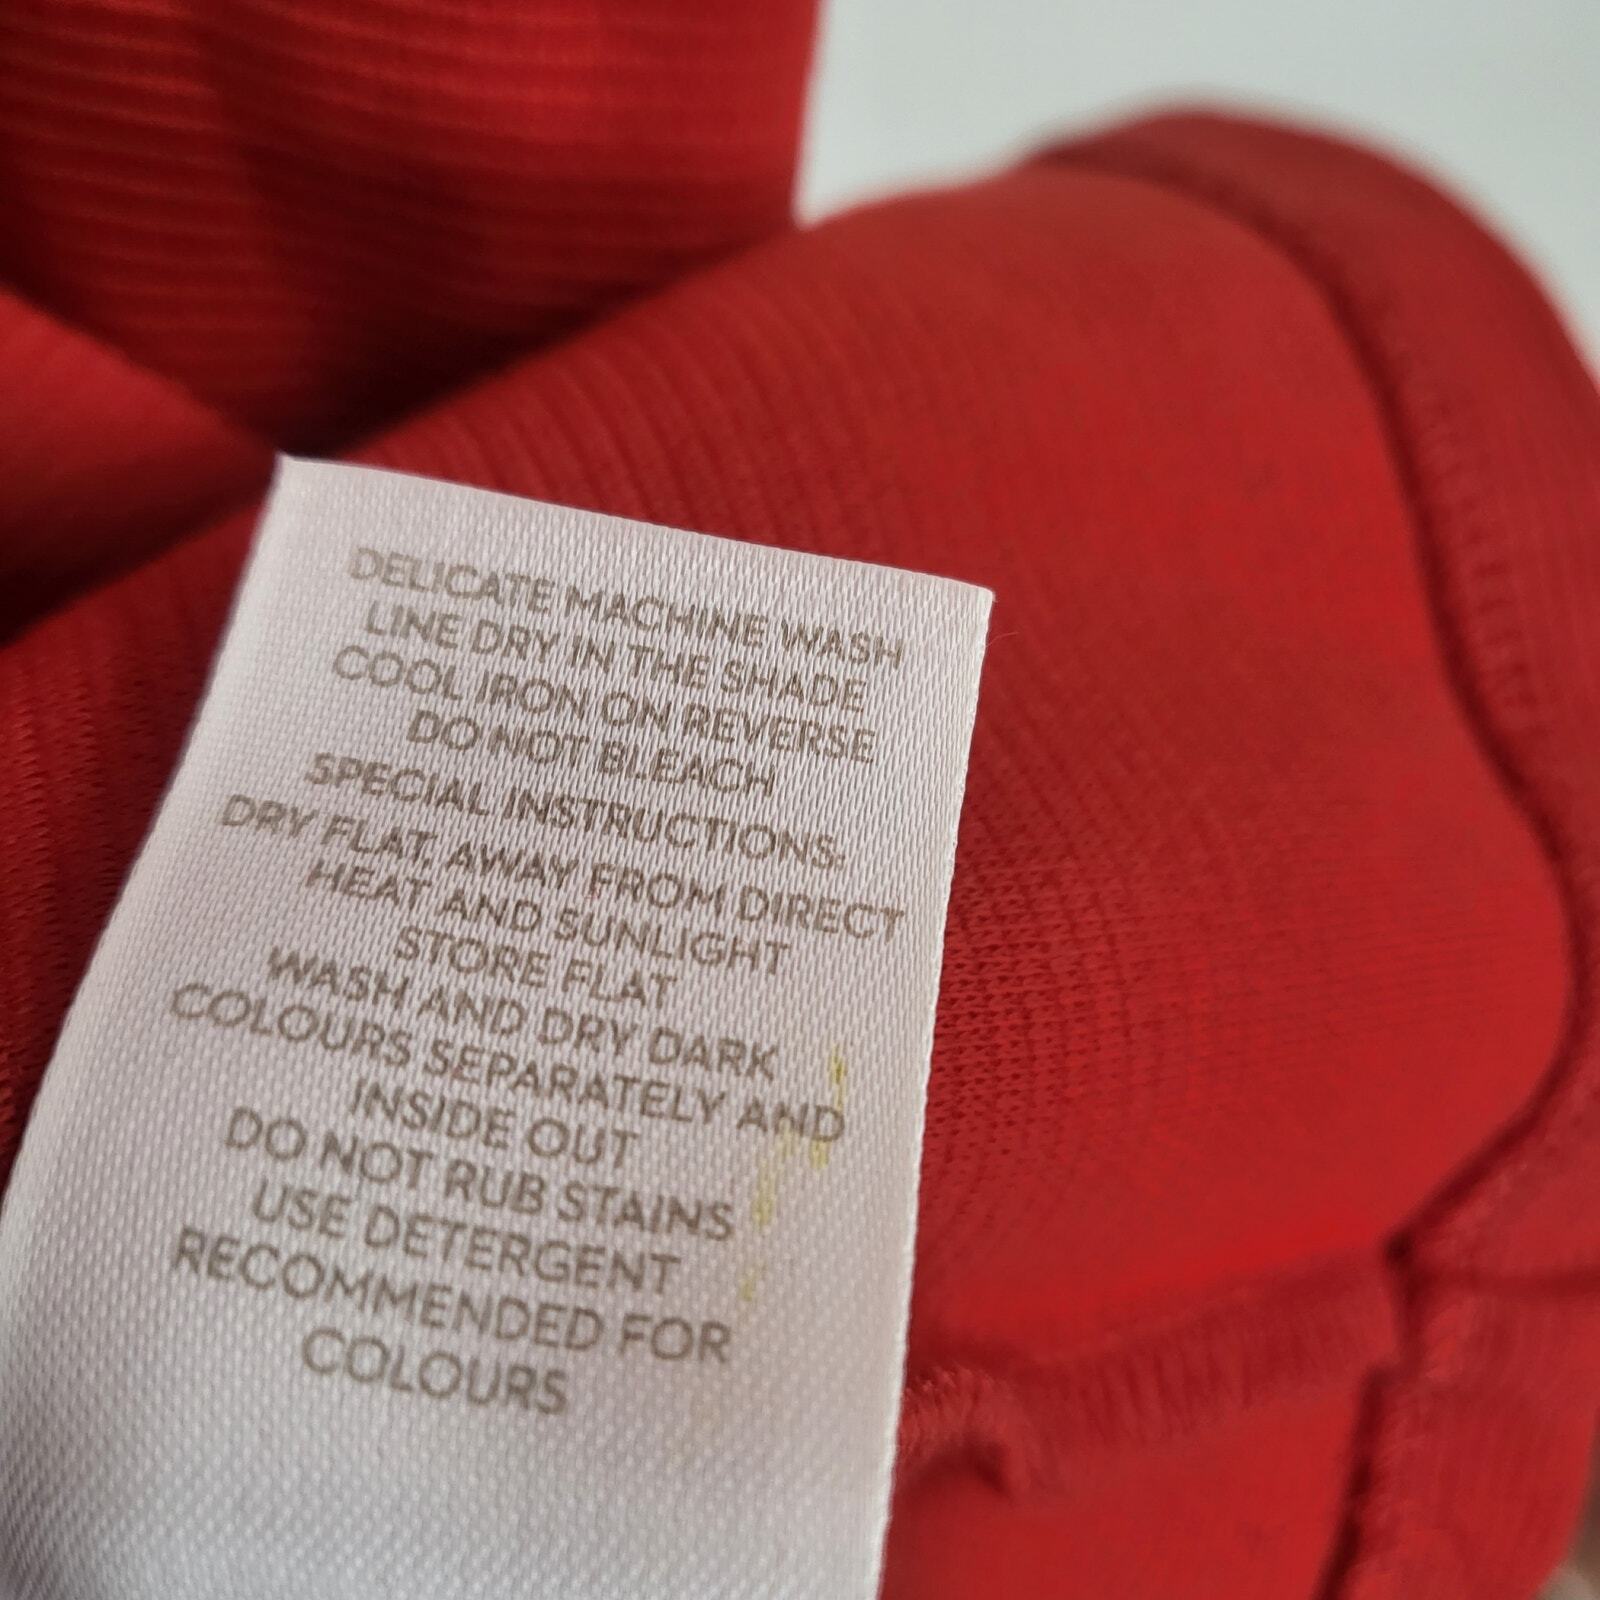 DELICATE MACHINE WASH
LINE DRY IN THE SHADE
COOL IRON ON REVERSE
DO NOT BLEACH
SPECIAL INSTRUCTIONS:
DRY FLAT, AWAY FROM DIRECT
HEAT AND SUNLIGHT
STORE FLAT
WASH AND DRY DARK
COLOURS SEPARATELY AND
INSIDE OUT
DO NOT RUB STAINS
USE DETERGENT
RECOMMENDED FOR
COLOURS